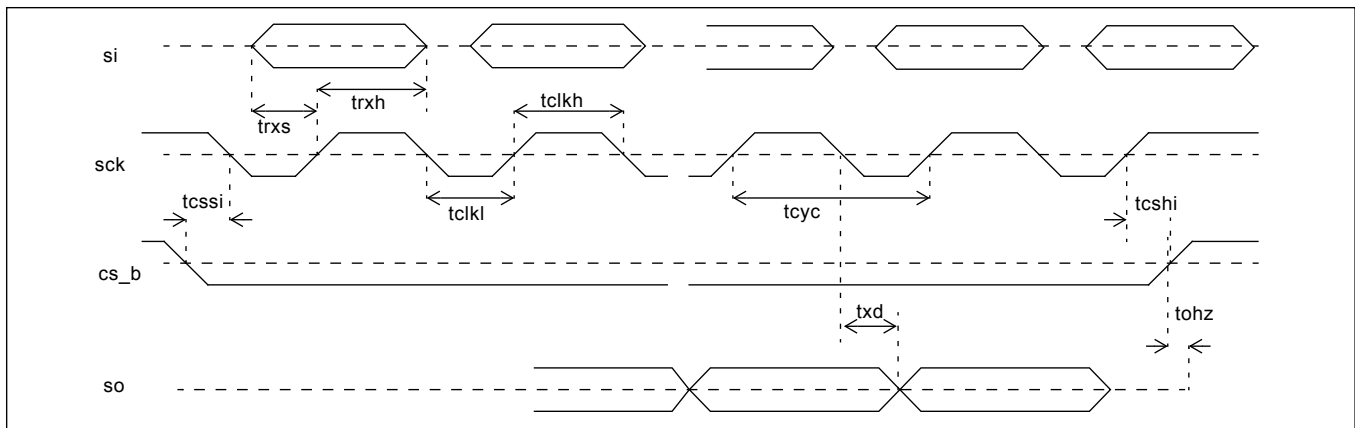 si
trxs
trxh
tclkh
sck
tcssi
tclkl
tcyc
tcshi
cs_b
txd
tohz
so